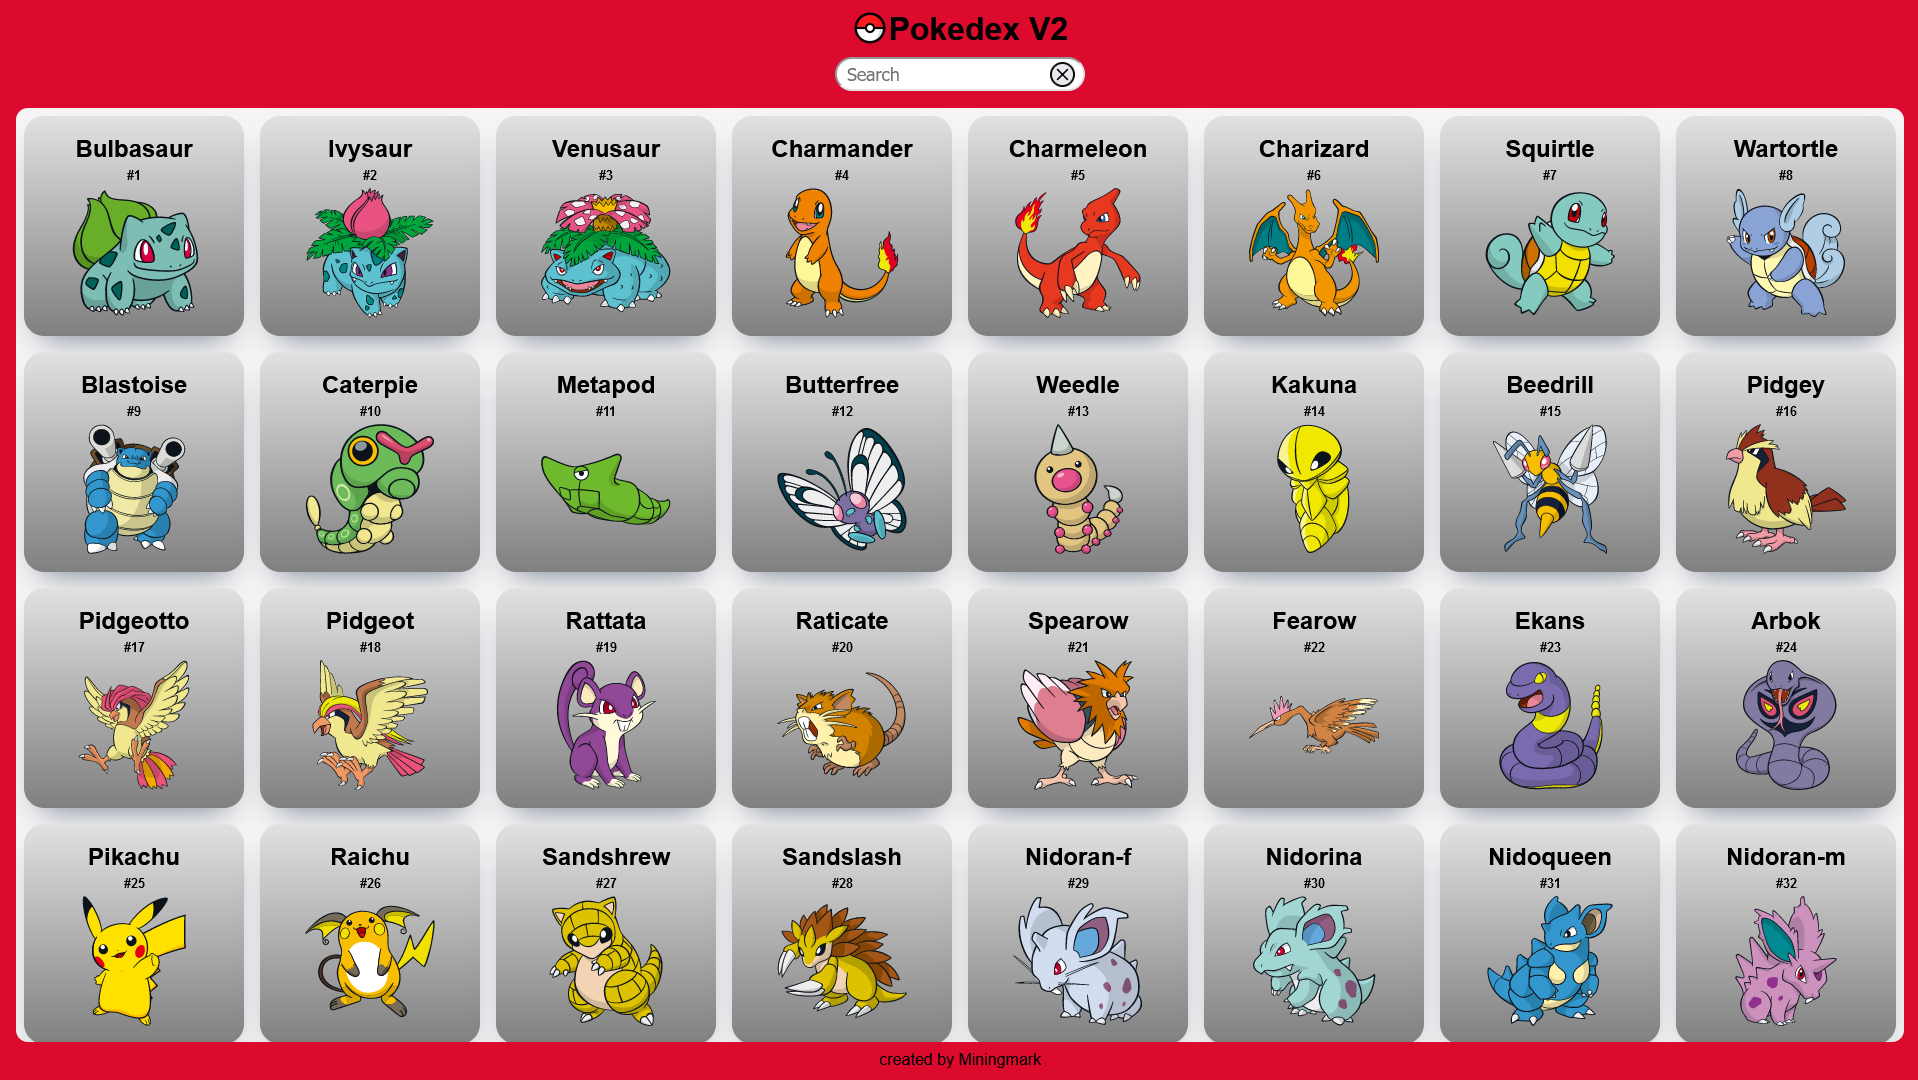 Pokedex V2
Search
Bulbasaur
#1
Ivysaur
#2
Venusaur
#3
Charmander
#4
Charmeleon
#5
Charizard
#6
Squirtle
#7
Wartortle
#8
Blastoise
#9
Caterpie
#10
Metapod
#11
Butterfree
#12
Weedle
#13
Kakuna
#14
Beedrill
#15
Pidgey
#16
Pidgeotto
#17
Pidgeot
#18
Rattata
#19
Raticate
#20
Spearow
#21
Fearow
#22
Ekans
#23
Arbok
#24
Pikachu
#25
Raichu
#26
Sandshrew
#27
Sandslash
#28
Nidoran-f
#29
Nidorina
#30
Nidoqueen
#31
Nidoran-m
#32
created by Miningmark